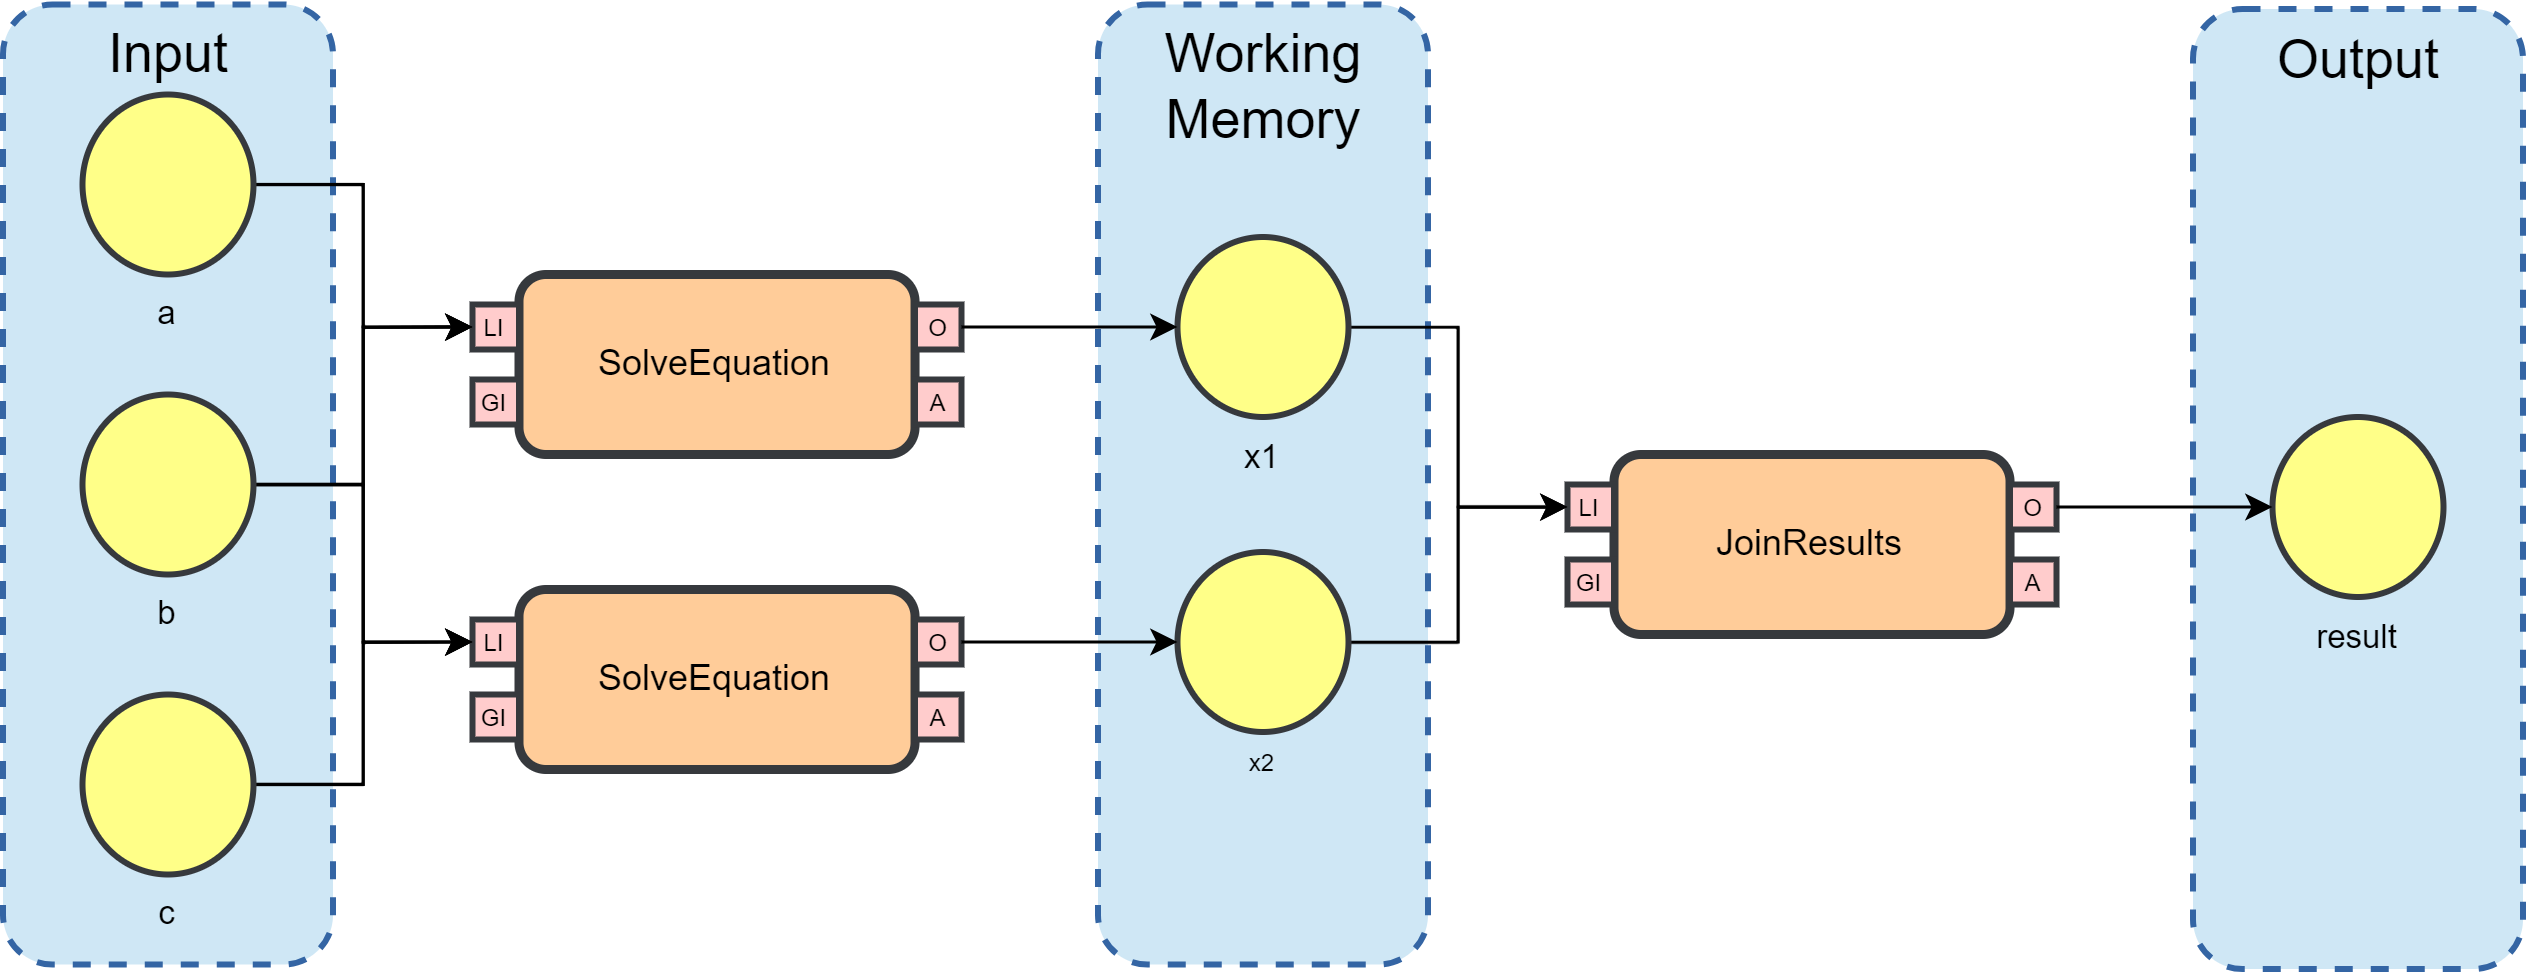 Input
a
b
c
LI
GI
SolveEquation
O
A
LI
GI
SolveEquation
O
A
Working
Memory
x1
x2
LI
GI
JoinResults
O
A
Output
result